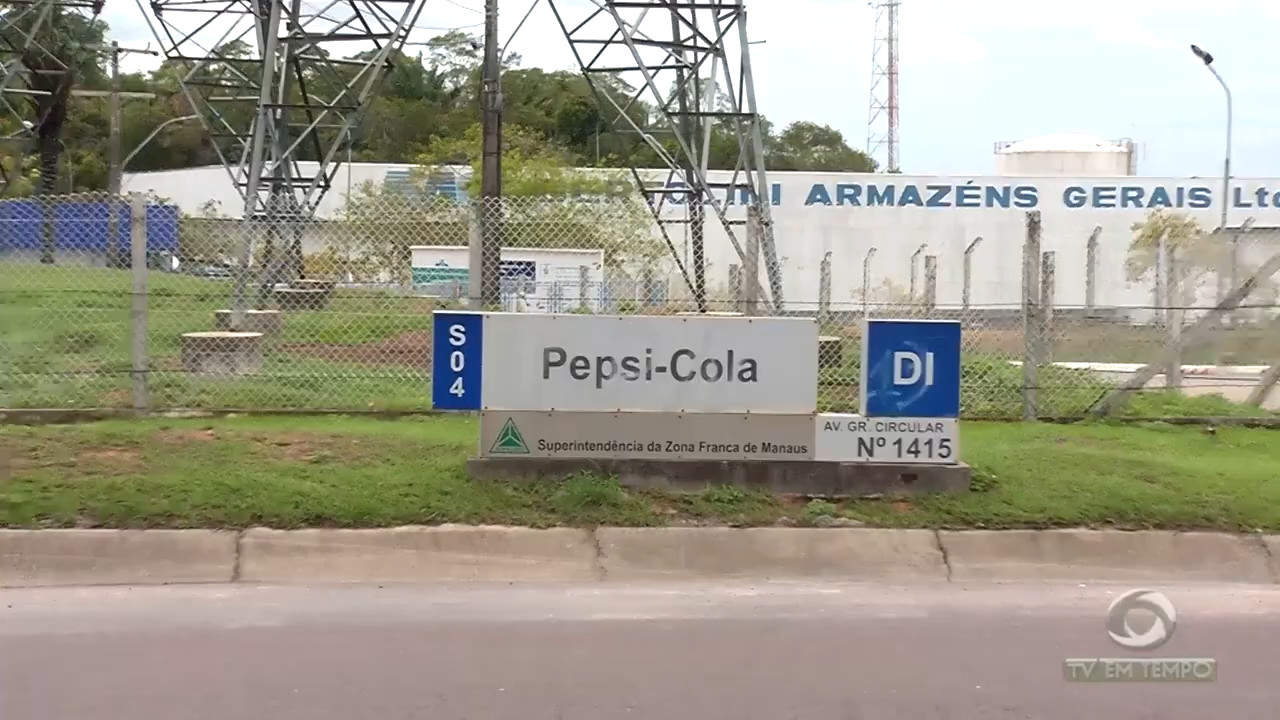 ARMAZÉNS GERAIS Ltd
S04
Pepsi-Cola
DI
Superintendência da Zona Franca de Manaus
AV. GR. CIRCULAR
Nº 1415
TV EM TEMPO